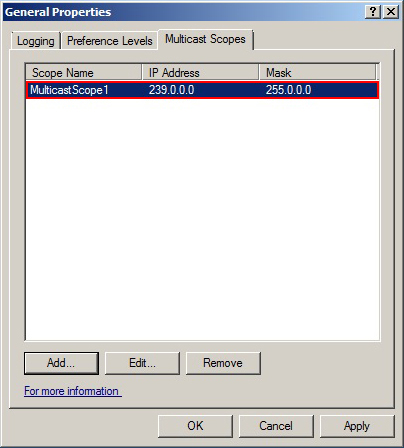 General Properties
Logging Preference Levels Multicast Scopes
Scope Name IP Address Mask
MulticastScope1 239.0.0.0 255.0.0.0
Add... Edit... Remove
For more information
OK Cancel Apply